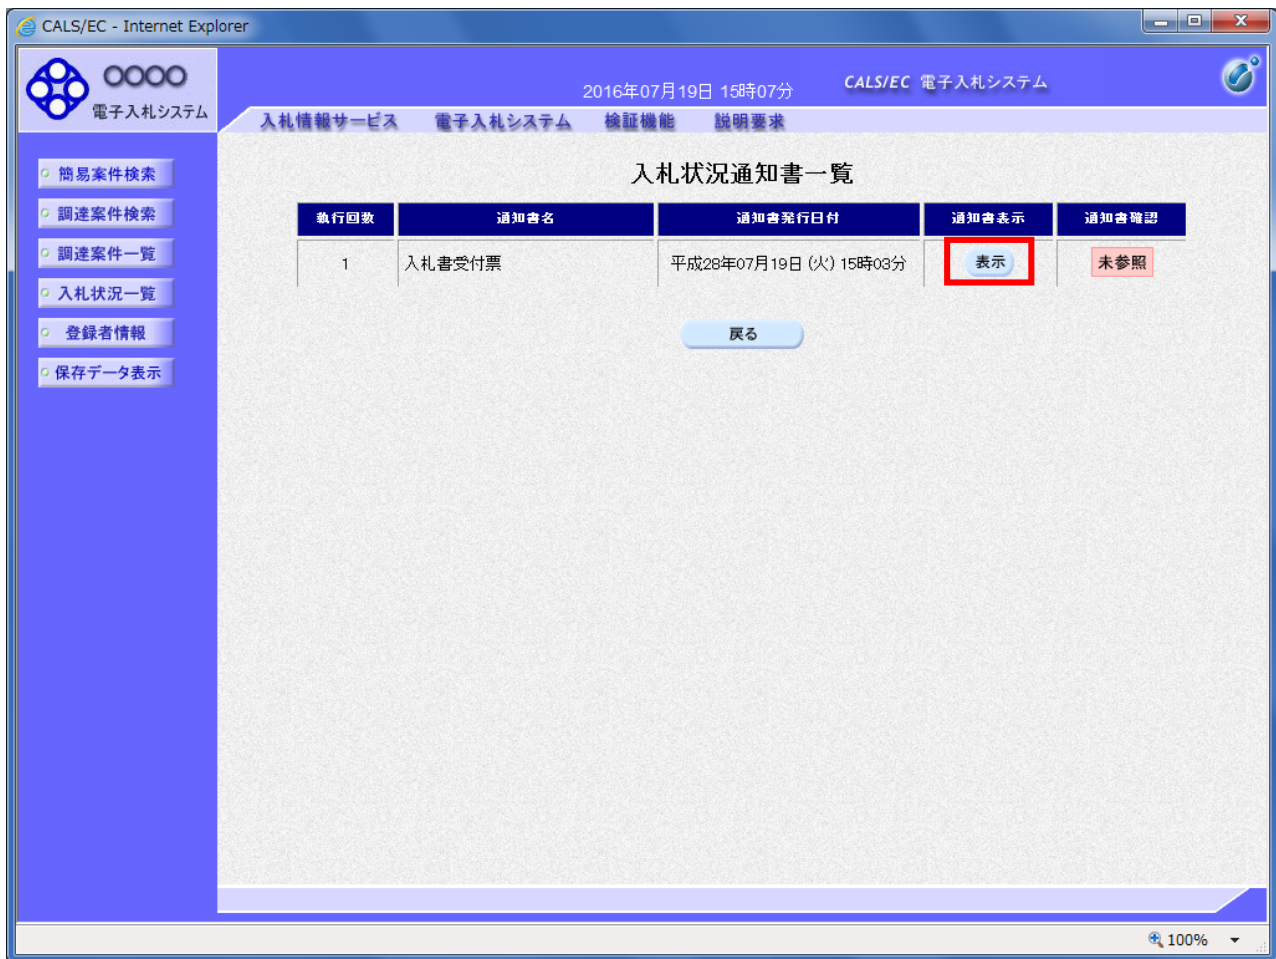 CALS/EC - Internet Explorer
〇〇〇〇
電子入札システム
2016年07月19日 15時07分
CALS/EC 電子入札システム
入札情報サービス 電子入札システム 検証機能 説明要求
簡易案件検索
調達案件検索
調達案件一覧
入札状況一覧
登録者情報
保存データ表示
入札状況通知書一覧
執行回数 通知書名 通知書発行日付 通知書表示 通知書確認
1 入札書受付票 平成28年07月19日 (火) 15時03分 表示 未参照
戻る
100%